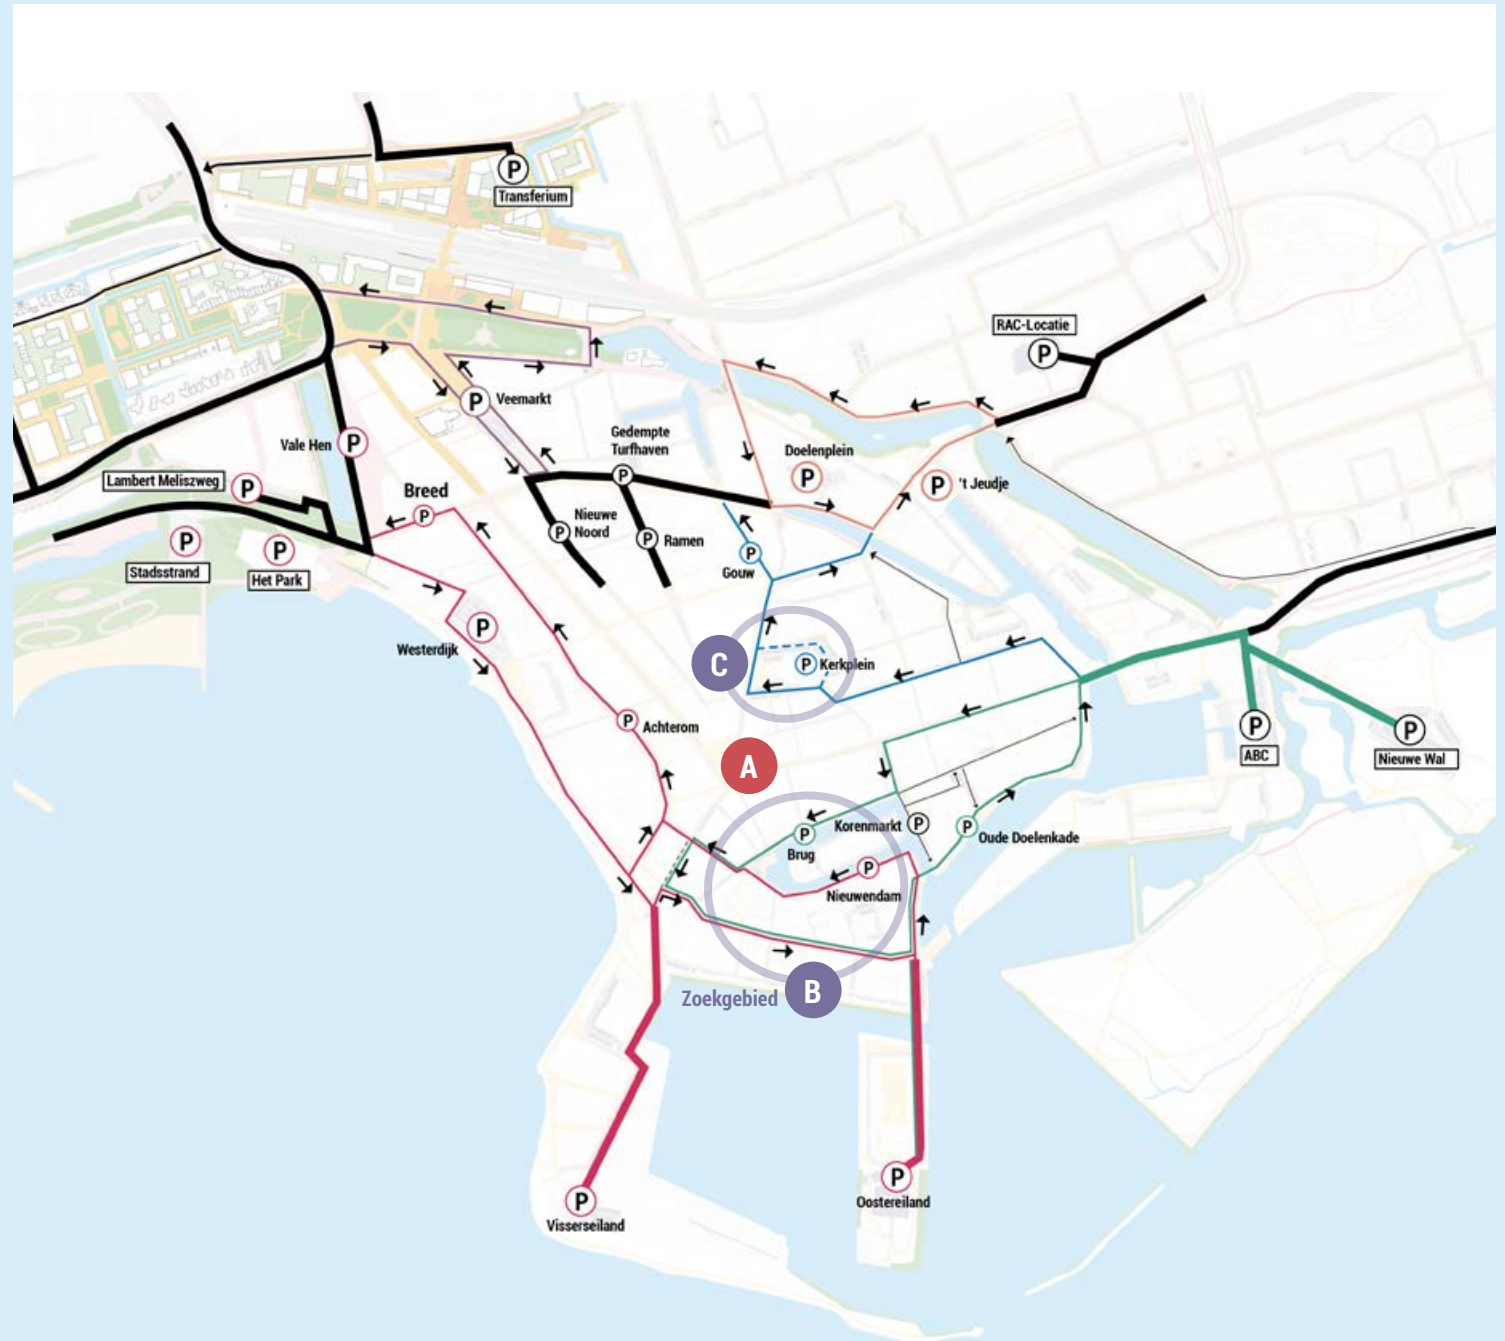 P
Transferium
RAC-Locatie
P
P
Veemarkt
Vale Hen
P
Gedempte
Turfhaven
P
Doelenplein
P
P
't Jeudje
Lambert Meliszweg
P
Breed
P
Nieuwe
Noord
P
P
Ramen
P
Gouw
P
Stadsstrand
P
Het Park
P
Westerdijk
C
P
Kerkplein
P
Achterom
P
ABC
P
Nieuwe Wal
A
Korenmarkt
P
P
Oude Doelenkade
P
Brug
P
Nieuwendam
Zoekgebied
B
P
Oostereiland
P
Visserseiland